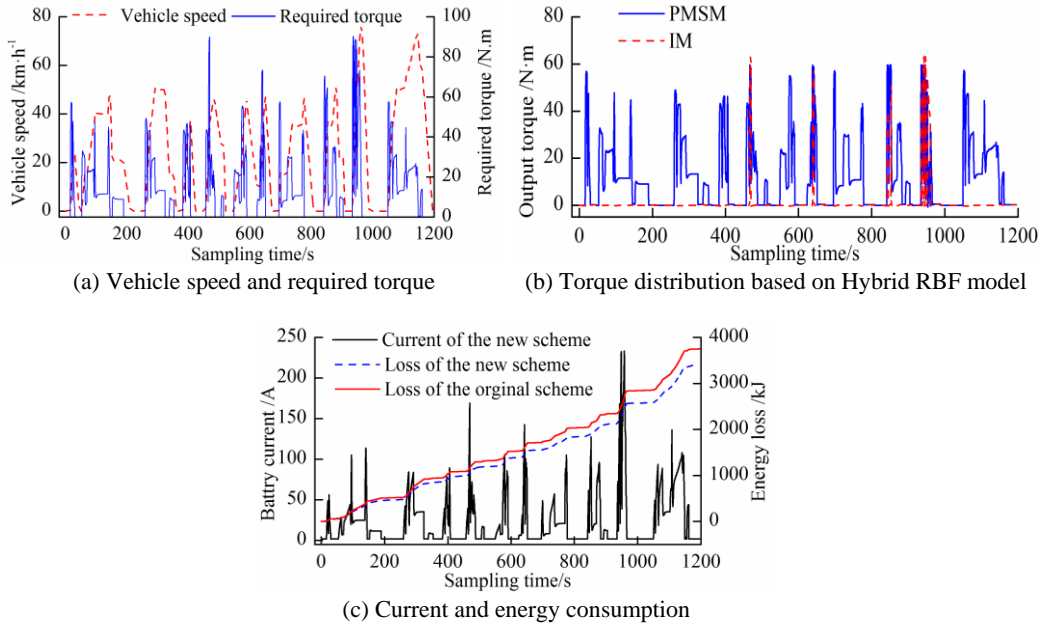 Vehicle speed
Required torque
Vehicle speed /km·h⁻¹
80
60
40
20
0
Required torque /N.m
100
80
60
40
20
0
0 200 400 600 800 1000 1200
Sampling time/s
(a) Vehicle speed and required torque
PMSM
IM
Output torque /N·m
80
60
40
20
0
0 200 400 600 800 1000 1200
Sampling time/s
(b) Torque distribution based on Hybrid RBF model
Current of the new scheme
Loss of the new scheme
Loss of the orginal scheme
Battry current /A
250
200
150
100
50
0
Energy loss /kJ
4000
3000
2000
1000
0
0 200 400 600 800 1000 1200
Sampling time/s
(c) Current and energy consumption